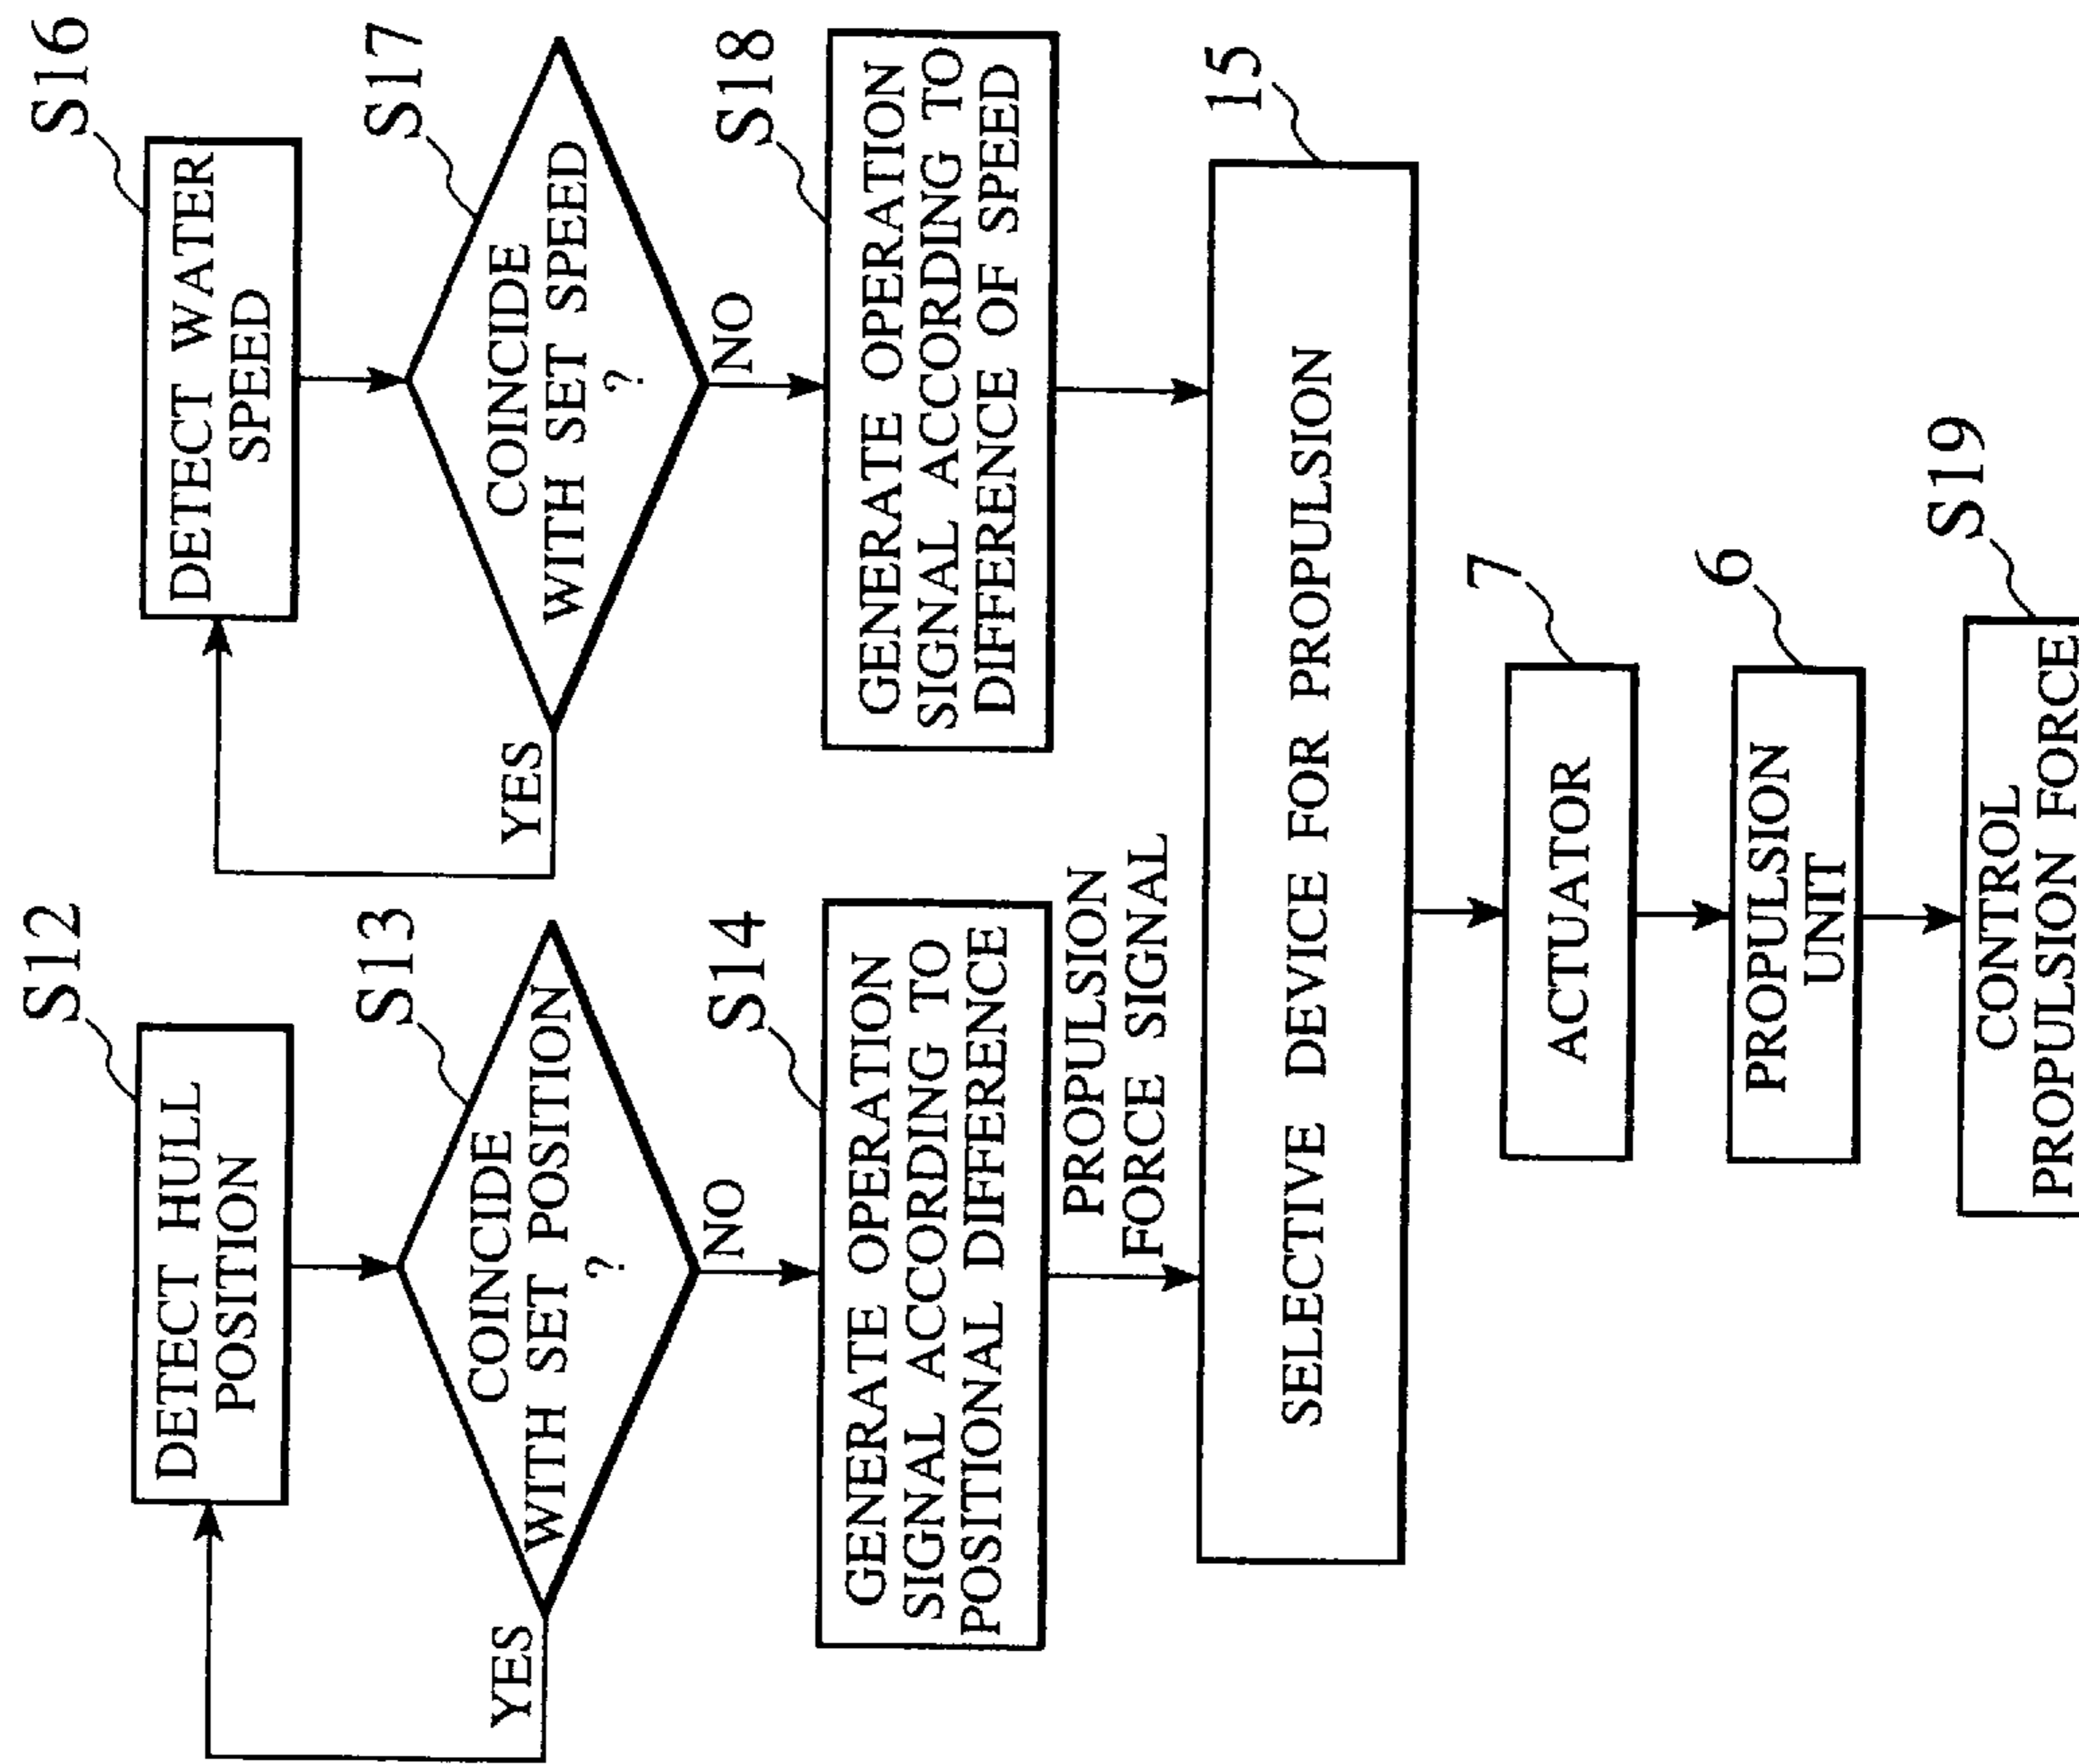 S12
DETECT HULL
POSITION
S13
COINCIDE
WITH SET POSITION
?
YES
NO
S14
GENERATE OPERATION
SIGNAL ACCORDING TO
POSITIONAL DIFFERENCE
PROPULSION
FORCE SIGNAL
S16
DETECT WATER
SPEED
S17
COINCIDE
WITH SET SPEED
?
YES
NO
S18
GENERATE OPERATION
SIGNAL ACCORDING TO
DIFFERENCE OF SPEED
15
SELECTIVE DEVICE FOR PROPULSION
7
ACTUATOR
6
PROPULSION
UNIT
S19
CONTROL
PROPULSION FORCE